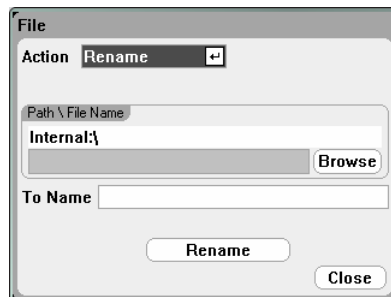 File
Action Rename
Path \ File Name
Internal:\
Browse
To Name
Rename
Close